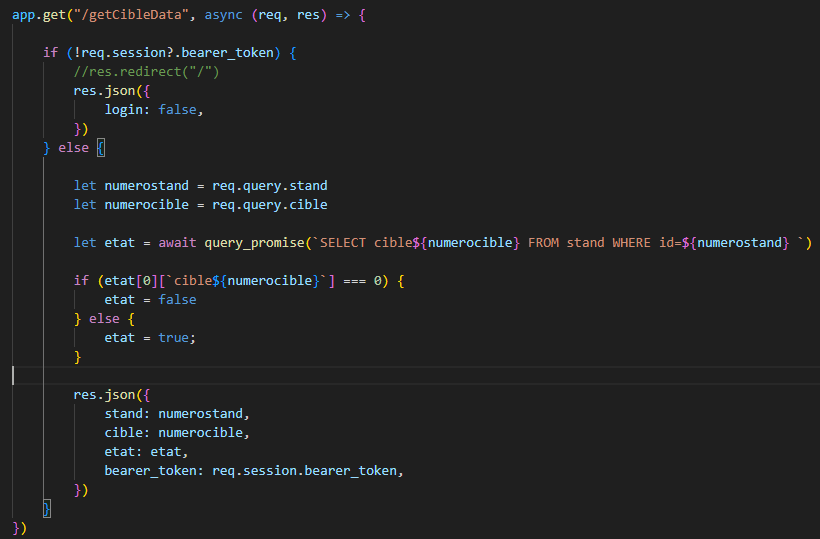 app.get("/getCibleData", async (req, res) => {
if (!req.session?.bearer_token) {
//res.redirect("/")
res.json({
login: false,
})
} else {
let numerostand = req.query.stand
let numerocible = req.query.cible
let etat = await query_promise(`SELECT cible${numerocible} FROM stand WHERE id=${numerostand} `)
if (etat[0][`cible${numerocible}`] === 0) {
etat = false
} else {
etat = true;
}
res.json({
stand: numerostand,
cible: numerocible,
etat: etat,
bearer_token: req.session.bearer_token,
})
}
})